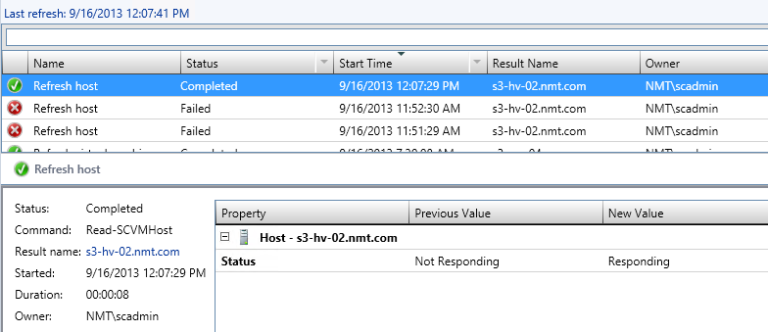 Last refresh: 9/16/2013 12:07:41 PM
Name Status Start Time Result Name Owner
Refresh host Completed 9/16/2013 12:07:29 PM s3-hv-02.nmt.com NMT\scadmin
Refresh host Failed 9/16/2013 11:52:30 AM s3-hv-02.nmt.com NMT\scadmin
Refresh host Failed 9/16/2013 11:51:29 AM s3-hv-02.nmt.com NMT\scadmin
Refresh host
Status: Completed
Command: Read-SCVMHost
Result name: s3-hv-02.nmt.com
Started: 9/16/2013 12:07:29 PM
Duration: 00:00:08
Owner: NMT\scadmin
Property Previous Value New Value
Host - s3-hv-02.nmt.com
Status Not Responding Responding